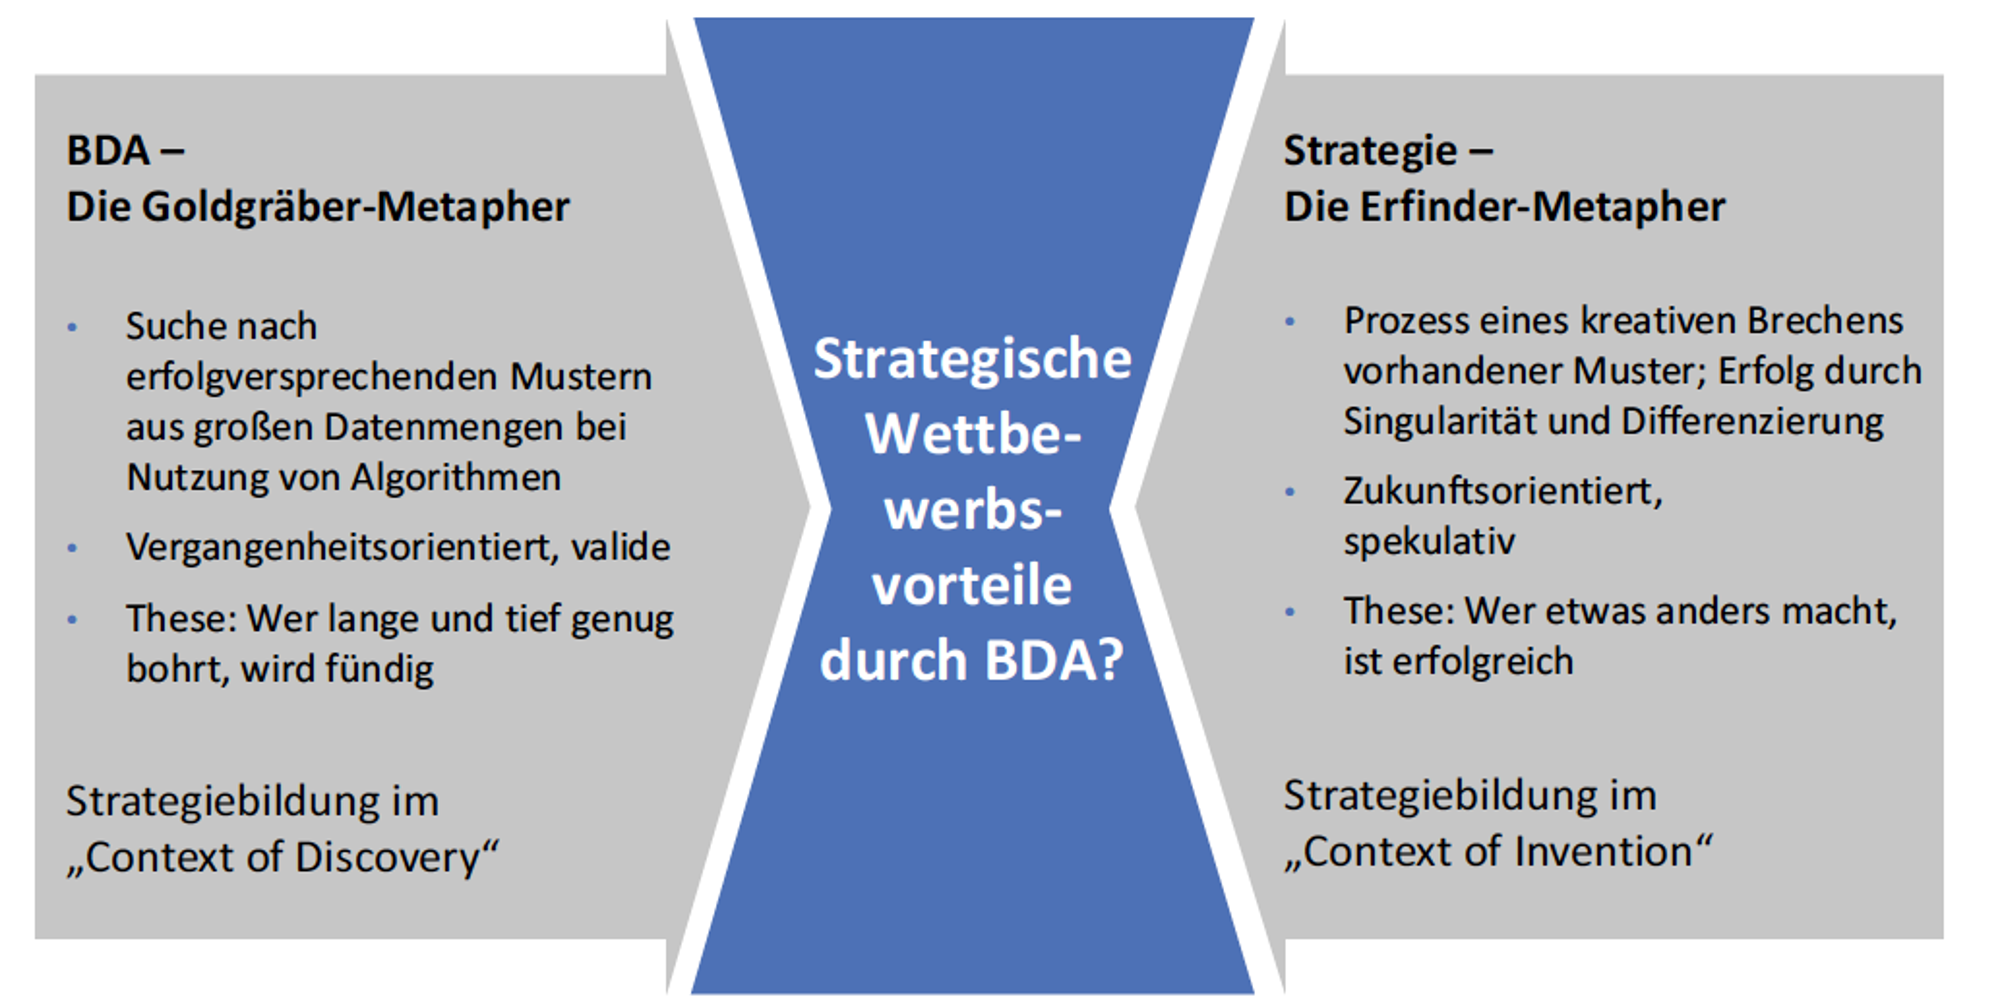 BDA –
Die Goldgräber-Metapher
• Suche nach
erfolgversprechenden Mustern
aus großen Datenmengen bei
Nutzung von Algorithmen
• Vergangenheitsorientiert, valide
• These: Wer lange und tief genug
bohrt, wird fündig
Strategiebildung im
„Context of Discovery“
Strategische
Wettbe-
werbs-
vorteile
durch BDA?
Strategie –
Die Erfinder-Metapher
• Prozess eines kreativen Brechens
vorhandener Muster; Erfolg durch
Singularität und Differenzierung
• Zukunftsorientiert,
spekulativ
• These: Wer etwas anders macht,
ist erfolgreich
Strategiebildung im
„Context of Invention“